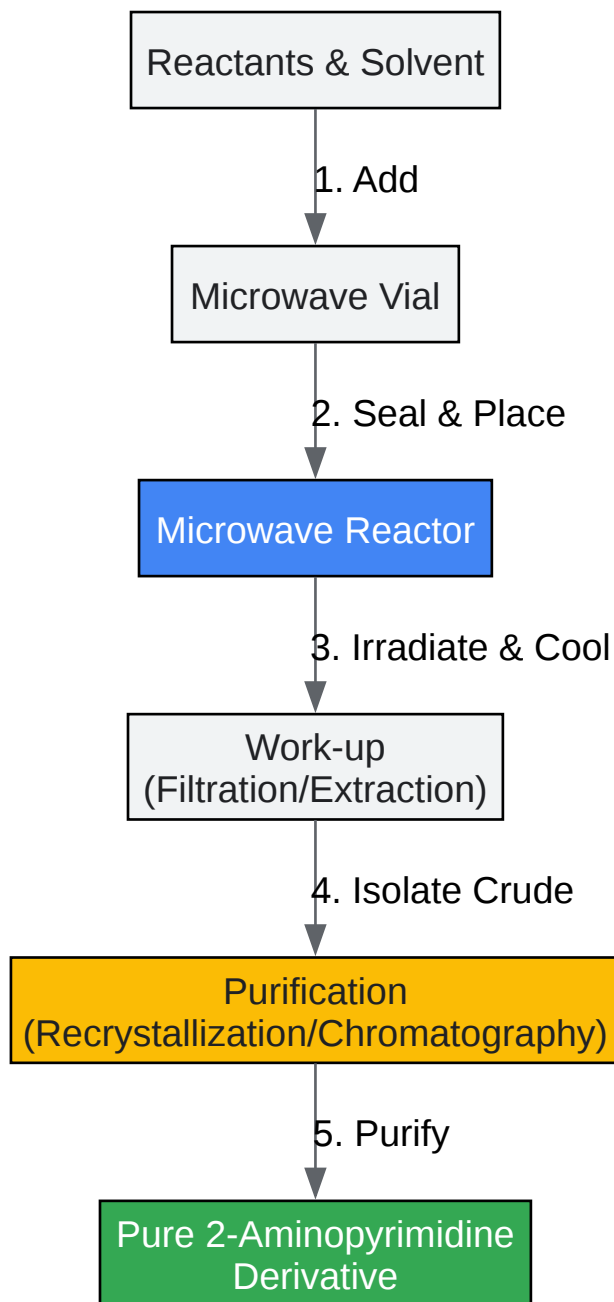 Reactants & Solvent
1. Add
Microwave Vial
2. Seal & Place
Microwave Reactor
3. Irradiate & Cool
Work-up
(Filtration/Extraction)
4. Isolate Crude
Purification
(Recrystallization/Chromatography)
5. Purify
Pure 2-Aminopyrimidine
Derivative